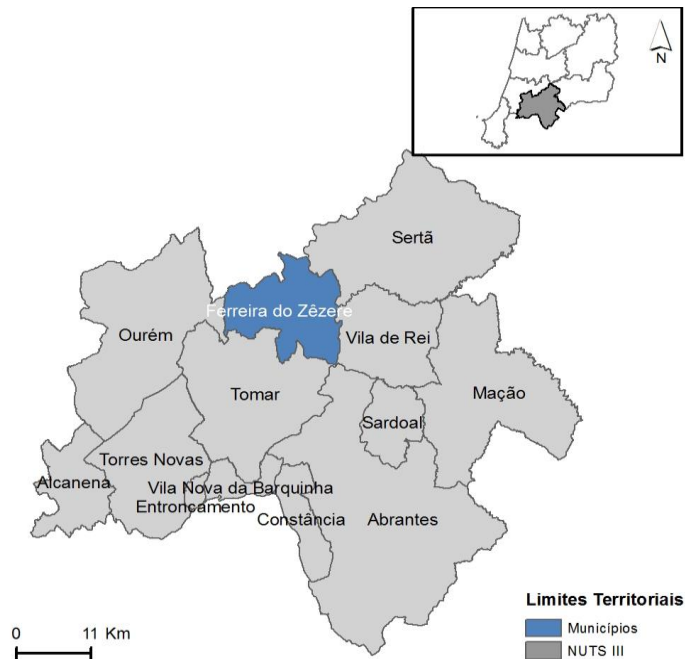 N
Sertã
Ferreira do Zêzere
Ourém
Vila de Rei
Tomar
Mação
Sardoal
Torres Novas
Alcanena
Vila Nova da Barquinha
Entroncamento
Constância
Abrantes
Limites Territoriais
Municípios
NUTS III
0 11 Km